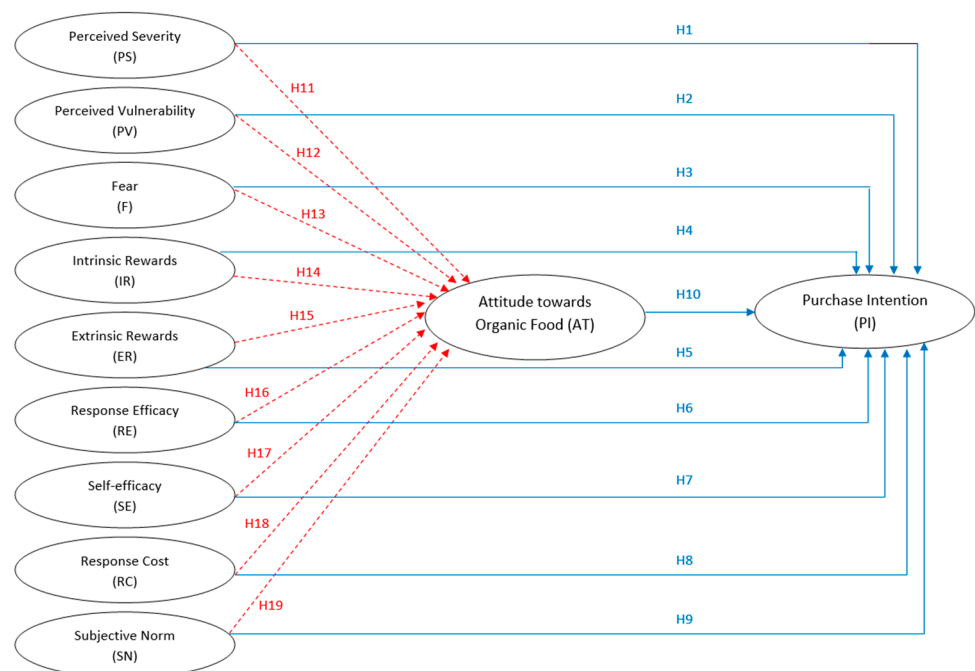 Perceived Severity
(PS)
H1
H11
Perceived Vulnerability
(PV)
H2
H12
Fear
(F)
H3
H13
Intrinsic Rewards
(IR)
H4
H14
Extrinsic Rewards
(ER)
H15
H5
Attitude towards
Organic Food (AT)
H10
Purchase Intention
(PI)
Response Efficacy
(RE)
H16
H6
Self-efficacy
(SE)
H17
H7
Response Cost
(RC)
H18
H8
Subjective Norm
(SN)
H19
H9